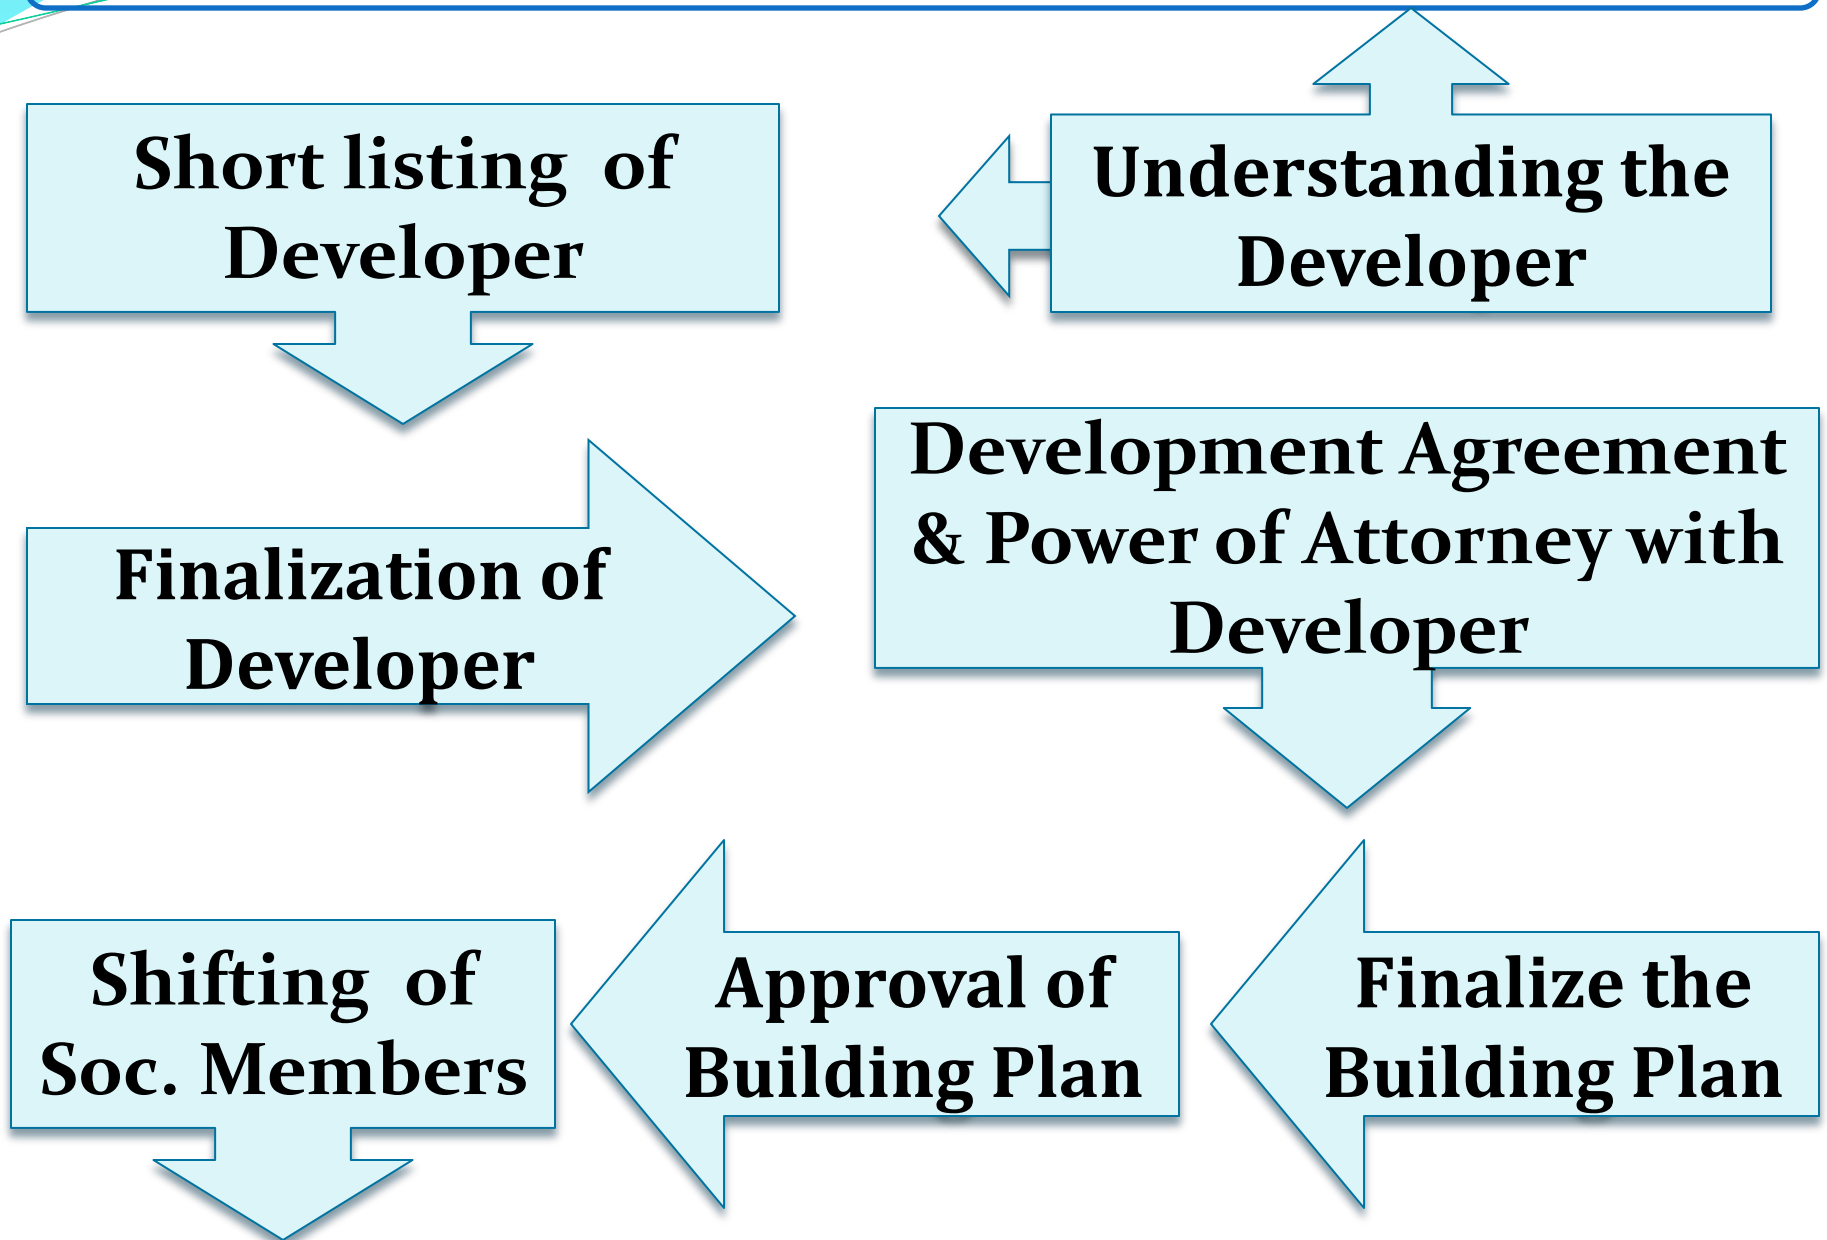 Short listing  of
Developer
Understanding the
Developer
Finalization of
Developer
Development Agreement
& Power of Attorney with
Developer
Shifting  of
Soc. Members
Approval of
Building Plan
Finalize the
Building Plan